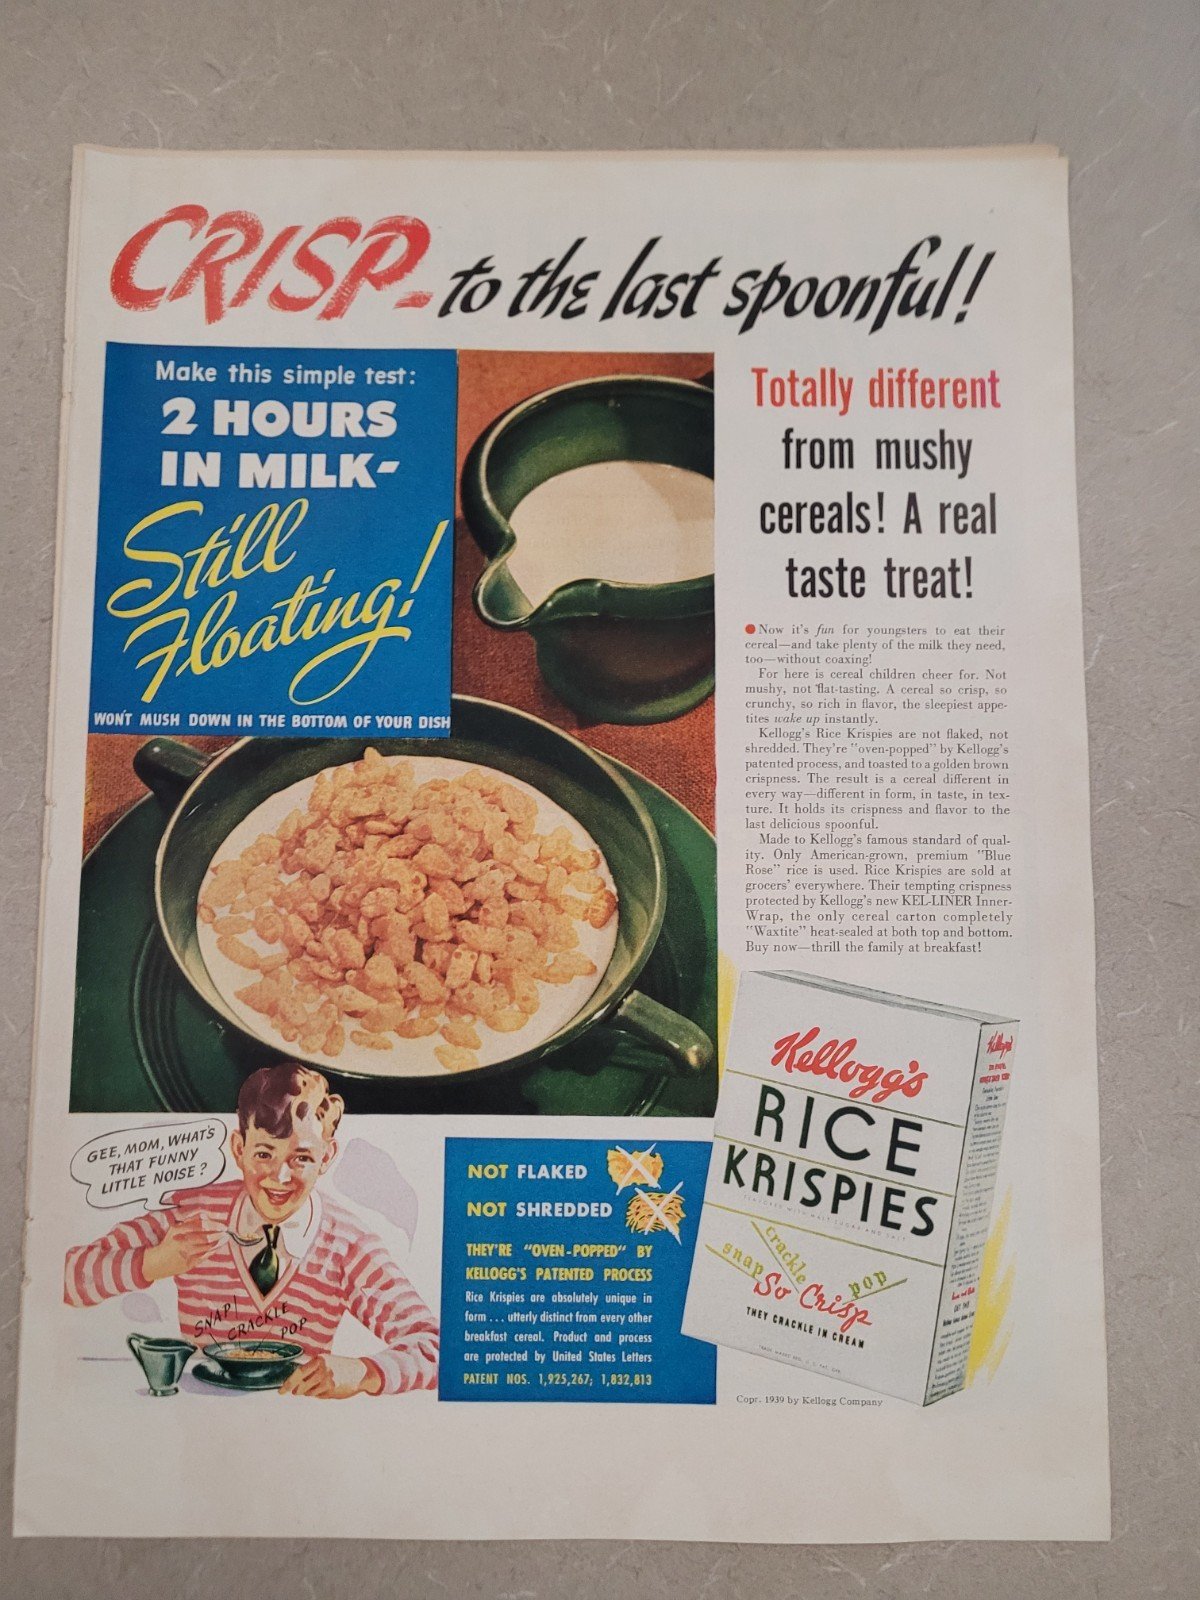 CRISP- to the last spoonful!
Make this simple test:
2 HOURS
IN MILK-
Still
Floating!
WON'T MUSH DOWN IN THE BOTTOM OF YOUR DISH
Totally different
from mushy
cereals! A real
taste treat!
Now it's fun for youngsters to eat their
cereal—and take plenty of the milk they need,
too—without coaxing!
For here is cereal children cheer for. Not
mushy, not flat-tasting. A cereal so crisp, so
crunchy, so rich in flavor, the sleepiest appe-
tites wake up instantly.
Kellogg's Rice Krispies are not flaked, not
shredded. They're "oven-popped" by Kellogg's
patented process, and toasted to a golden brown
crispness. The result is a cereal different in
every way—different in form, in taste, in tex-
ture. It holds its crispness and flavor to the
last delicious spoonful.
Made to Kellogg's famous standard of qual-
ity. Only American-grown, premium "Blue
Rose" rice is used. Rice Krispies are sold at
grocers' everywhere. Their tempting crispness
protected by Kellogg's new KEL-LINER Inner-
Wrap, the only cereal carton completely
"Waxtite" heat-sealed at both top and bottom.
Buy now—thrill the family at breakfast!
GEE, MOM, WHAT'S
THAT FUNNY
LITTLE NOISE?
SNAP!
CRACKLE
POP
NOT FLAKED
NOT SHREDDED
THEY'RE "OVEN-POPPED" BY
KELLOGG'S PATENTED PROCESS
Rice Krispies are absolutely unique in
form . . . utterly distinct from every other
breakfast cereal. Product and process
are protected by United States Letters
PATENT NOS. 1,925,267; 1,832,813
Kellogg's
RICE
KRISPIES
FLAVORED WITH MALT SUGAR AND SALT
snap
crackle
pop
So Crisp
THEY CRACKLE IN CREAM
Kellogg's
Copr. 1939 by Kellogg Company